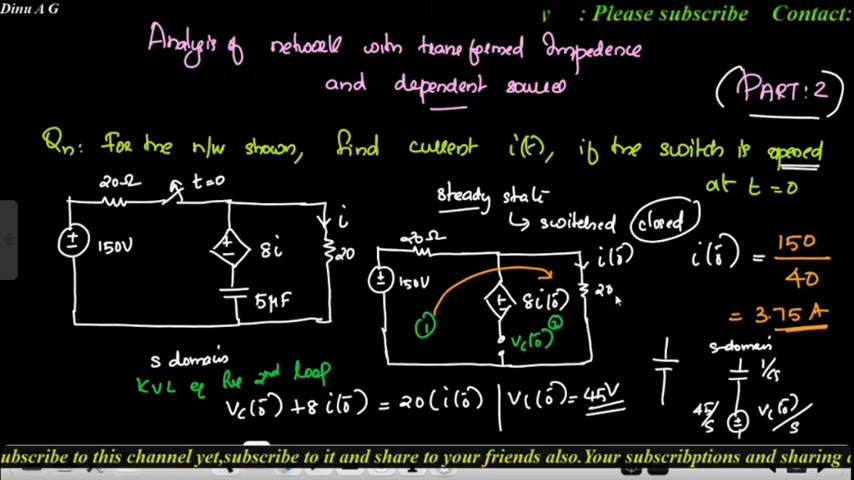 Dinu A G
: Please subscribe Contact:
Analysis of network with transformed Impedence
and dependent sources
(PART:2)
Qn: For the n/w shown, find current i(t), if the switch is opened
at t=0
20Ω
t=0
i
150V
8i
20
5μF
steady state
↳ switched closed
20Ω
150V
i(0⁻)
8i(0⁻)
20
①
②
Vc(0⁻)
i(0⁻) = 150/40
= 3.75 A
s domain
KVL eq for 2nd loop
Vc(0⁻) + 8i(0⁻) = 20(i(0⁻)
Vc(0⁻) = 45V
s-domain
1/cs
45/s
Vc(0⁻)/s
ubscribe to this channel yet,subscribe to it and share to your friends also.Your subscribptions and sharing